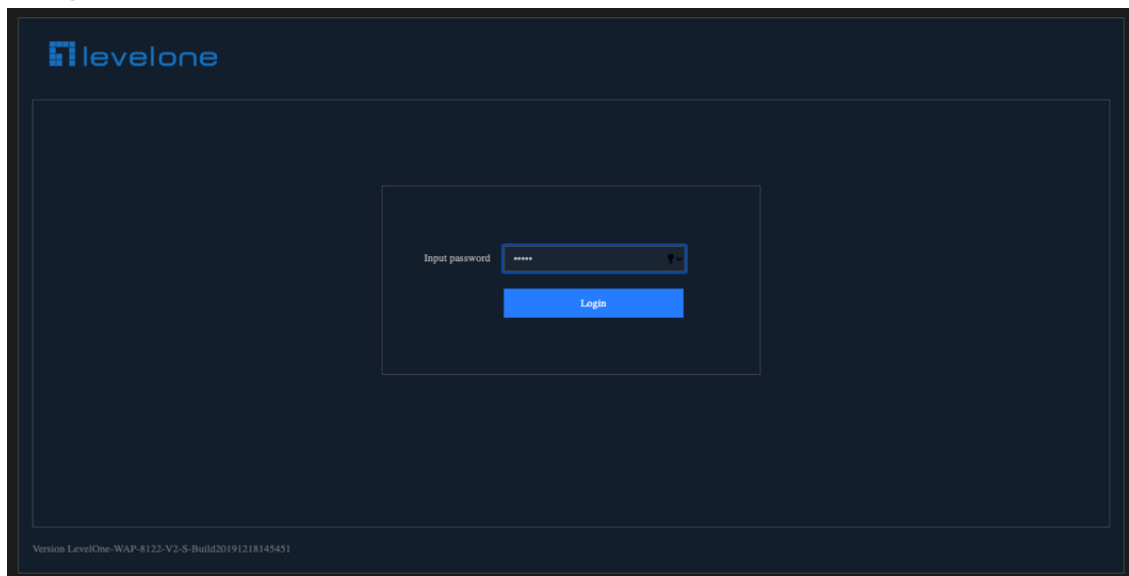 levelone
Input password •••••
Login
Version LevelOne-WAP-8122-V2-S-Build20191218145451